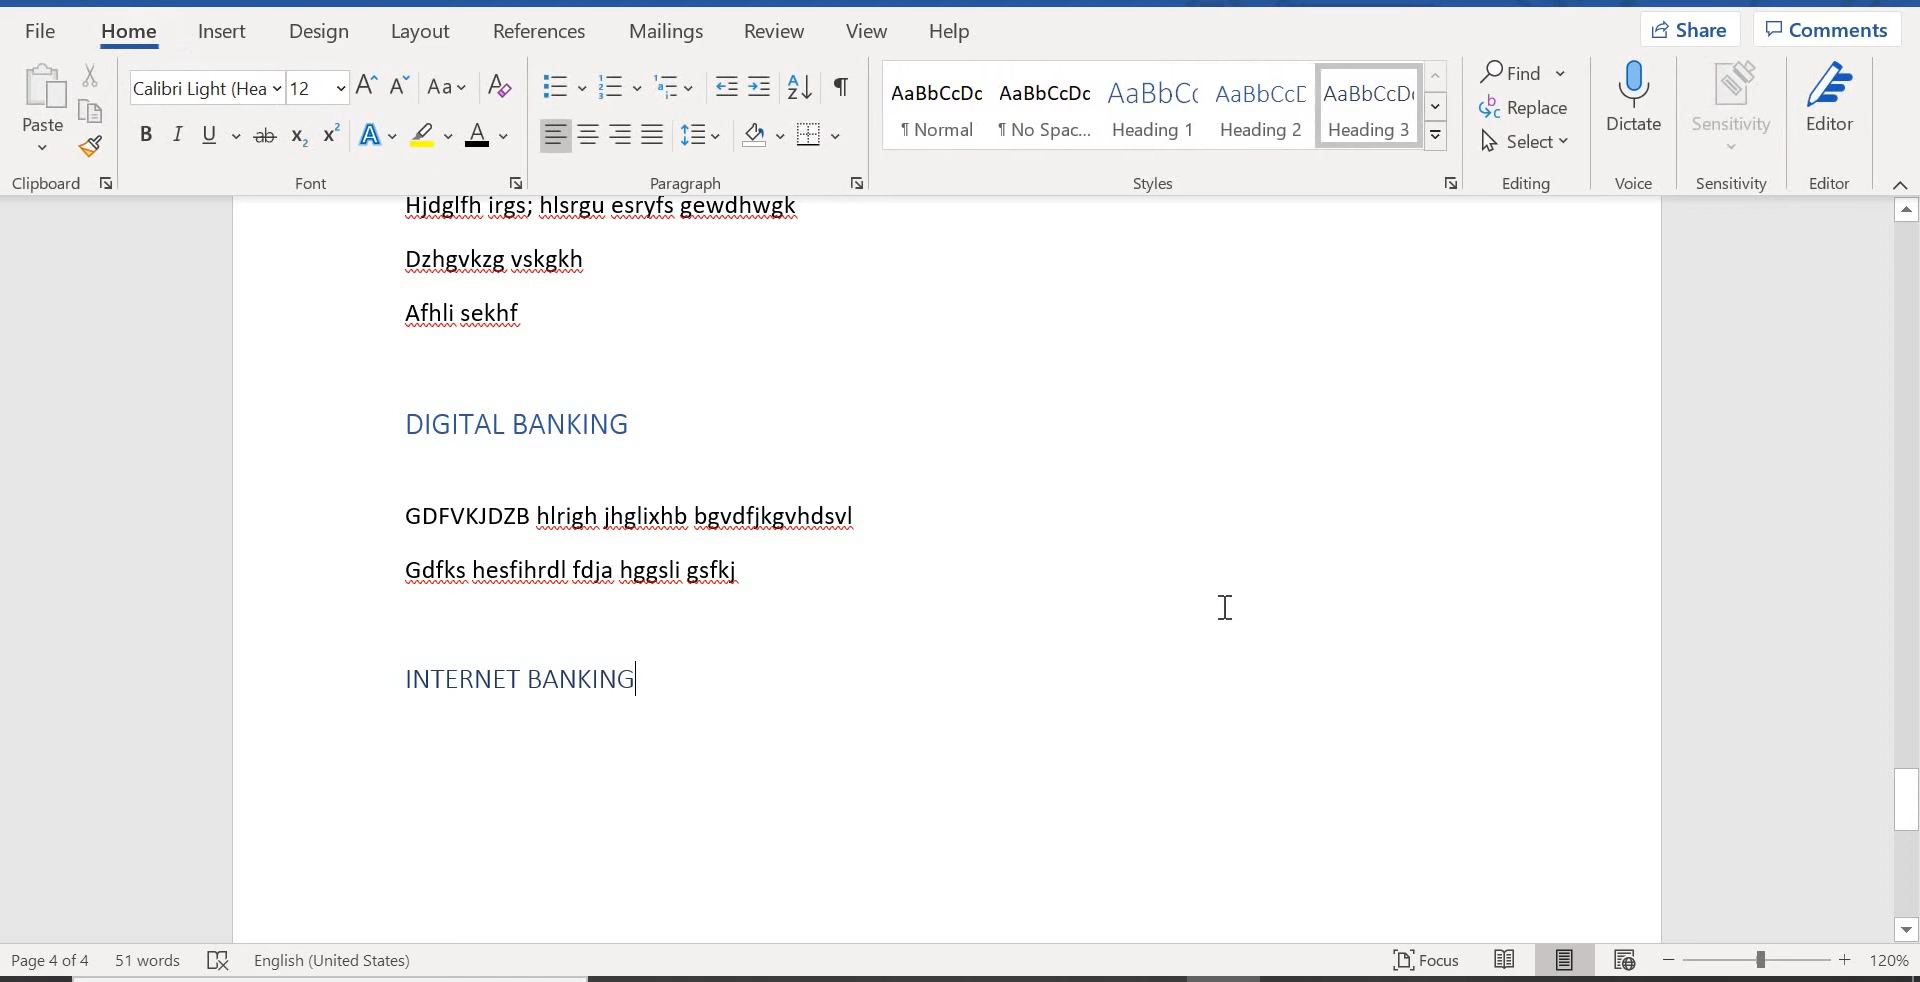 File Home Insert Design Layout References Mailings Review View Help Share Comments
Calibri Light (Hea 12 Aa
Paste
B I U ab x2 x2 A A
AaBbCcDc AaBbCcDc AaBbCc AaBbCcD AaBbCcD
¶ Normal ¶ No Spac... Heading 1 Heading 2 Heading 3
Find
Replace
Select
Dictate Sensitivity Editor
Clipboard Font Paragraph Styles Editing Voice Sensitivity Editor
Hjdglfh irgs; hlsrgu esryfs gewdhwgk
Dzhgvkzg vskgkh
Afhli sekhf
DIGITAL BANKING
GDFVKJDZB hlrigh jhglixhb bgvdfjkgvhdsvl
Gdfks hesfihrdl fdja hggsli gsfkj
INTERNET BANKING
Page 4 of 4 51 words English (United States) Focus 120%